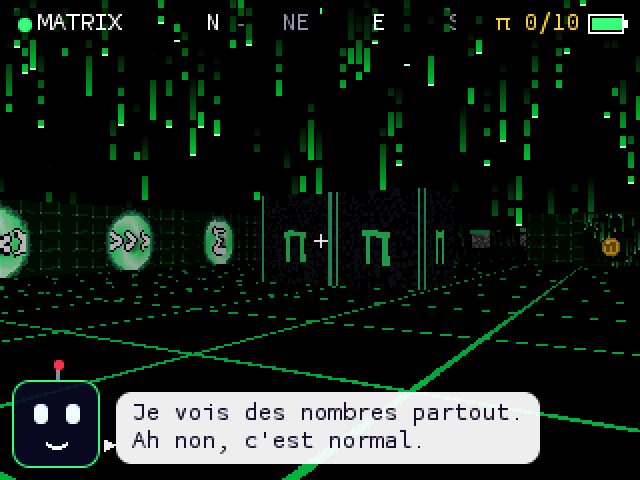 MATRIX N NE E S π 0/10
>>>
π π π
π
Je vois des nombres partout.
Ah non, c'est normal.